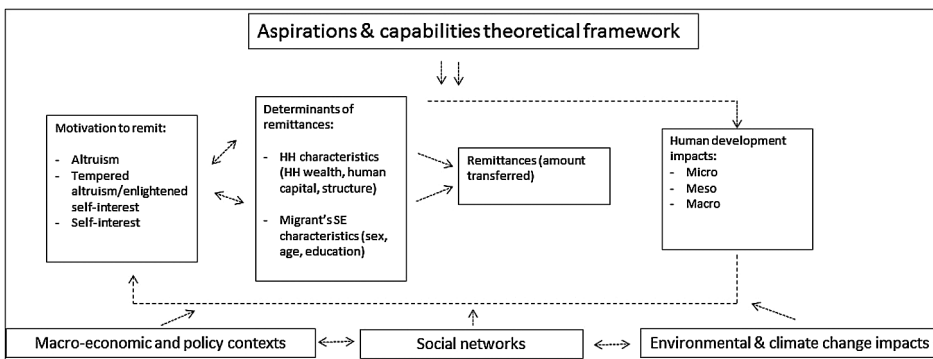 Aspirations & capabilities theoretical framework
Motivation to remit:
- Altruism
- Tempered
altruism/enlightened
self-interest
- Self-interest
Determinants of
remittances:
- HH characteristics
(HH wealth, human
capital, structure)
- Migrant's SE
characteristics (sex,
age, education)
Remittances (amount
transferred)
Human development
impacts:
- Micro
- Meso
- Macro
Macro-economic and policy contexts
Social networks
Environmental & climate change impacts